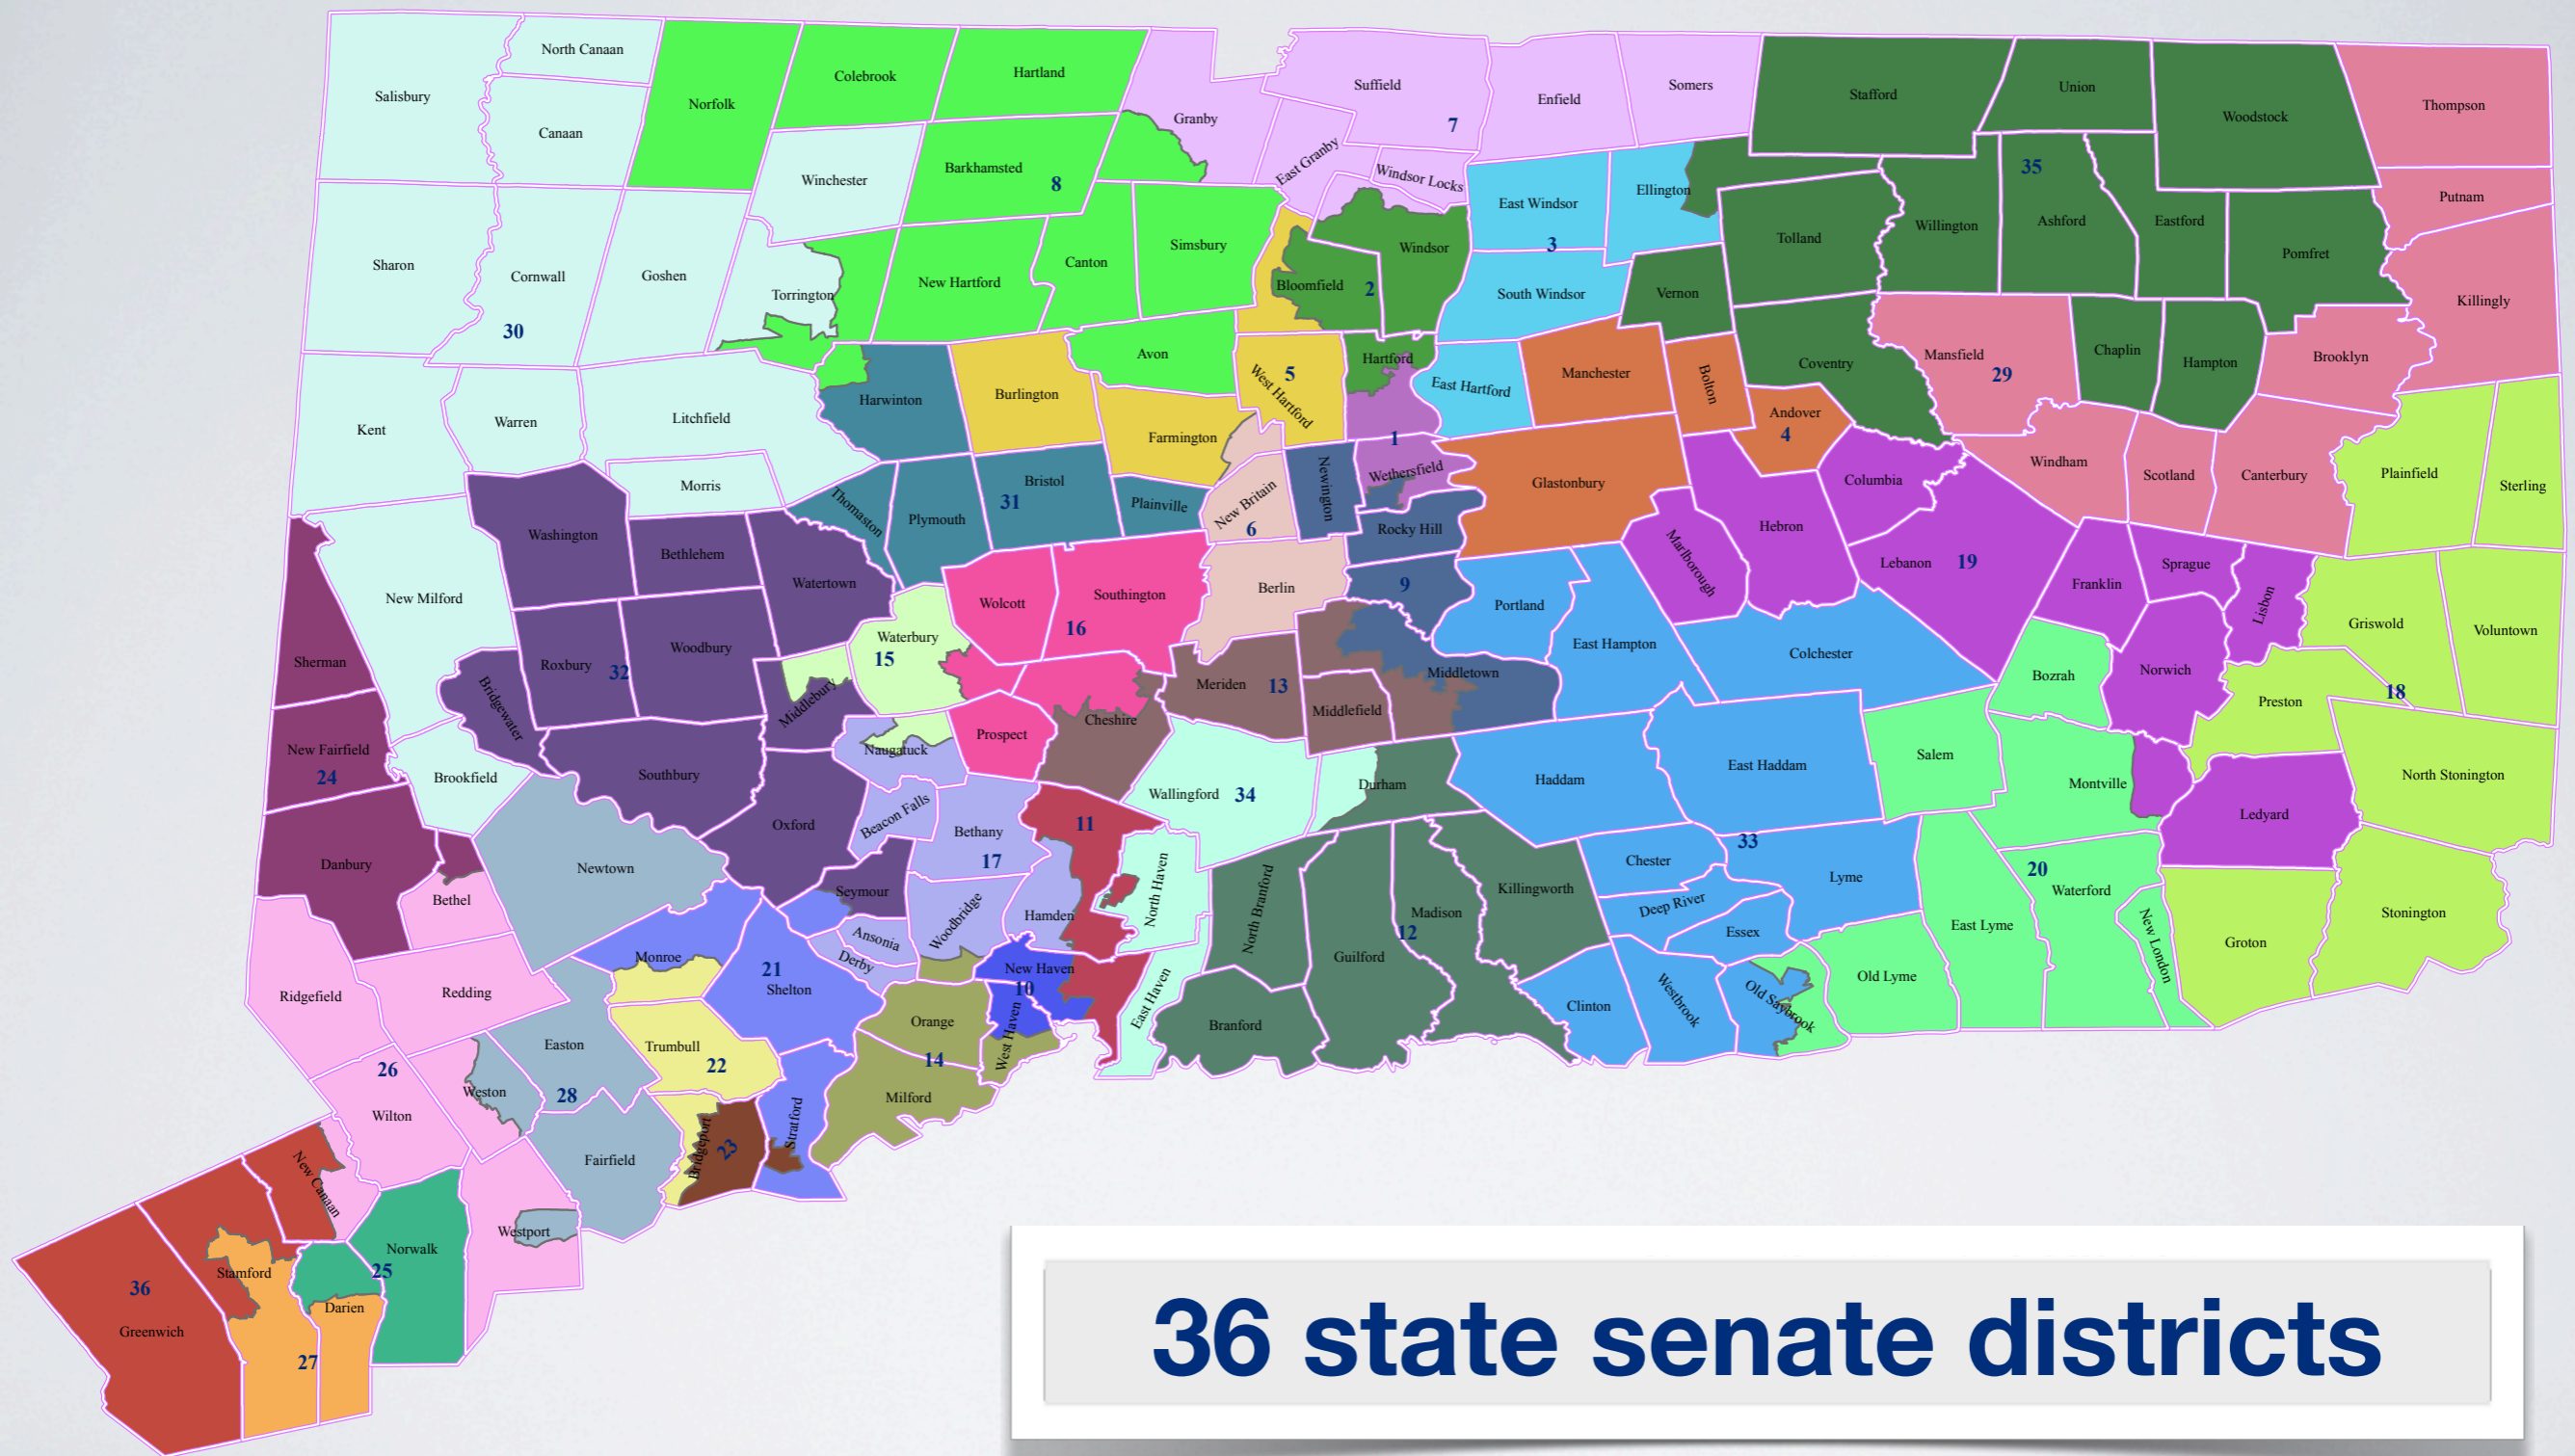 North Canaan
Salisbury
Canaan
Norfolk
Colebrook
Hartland
Granby
Suffield
7
Enfield
Somers
Stafford
Union
Woodstock
Thompson
Winchester
Barkhamsted
8
East Granby
Windsor Locks
East Windsor
3
Ellington
35
Putnam
Sharon
Cornwall
30
Goshen
Torrington
New Hartford
Canton
Simsbury
Bloomfield
2
Windsor
South Windsor
Vernon
Tolland
Willington
Ashford
Eastford
Pomfret
Killingly
Kent
Warren
Litchfield
Morris
Harwinton
Burlington
Avon
Farmington
5
West Hartford
Hartford
1
East Hartford
Manchester
Bolton
Andover
4
Coventry
Mansfield
29
Chaplin
Hampton
Brooklyn
New Milford
Washington
Bethlehem
Watertown
Thomaston
Plymouth
Bristol
31
Plainville
New Britain
6
Newington
Wethersfield
Rocky Hill
Glastonbury
Hebron
Columbia
Windham
Scotland
Canterbury
Plainfield
Sterling
Sherman
Roxbury
32
Woodbury
Waterbury
15
Wolcott
Southington
16
Berlin
9
Portland
East Hampton
Marlborough
Lebanon
19
Colchester
Franklin
Sprague
Lisbon
Griswold
Voluntown
New Fairfield
24
Bridgewater
Brookfield
Southbury
Middlebury
Naugatuck
Prospect
Cheshire
Meriden
13
Middlefield
Middletown
Bozrah
Norwich
Preston
18
Danbury
Newtown
Oxford
Beacon Falls
Bethany
17
11
Wallingford
34
Durham
Haddam
East Haddam
Salem
Montville
Ledyard
North Stonington
Bethel
Seymour
Woodbridge
Hamden
North Haven
North Branford
Guilford
Madison
12
Killingworth
Chester
33
Deep River
Essex
Lyme
East Lyme
20
Waterford
New London
Groton
Stonington
Ridgefield
Redding
Monroe
21
Shelton
Ansonia
Derby
New Haven
10
West Haven
East Haven
Branford
Clinton
Westbrook
Old Saybrook
Old Lyme
26
Wilton
Weston
Easton
28
Trumbull
22
Orange
14
Milford
Stratford
Bridgeport
23
Fairfield
Westport
New Canaan
Norwalk
25
Stamford
Darien
27
36
Greenwich
36 state senate districts